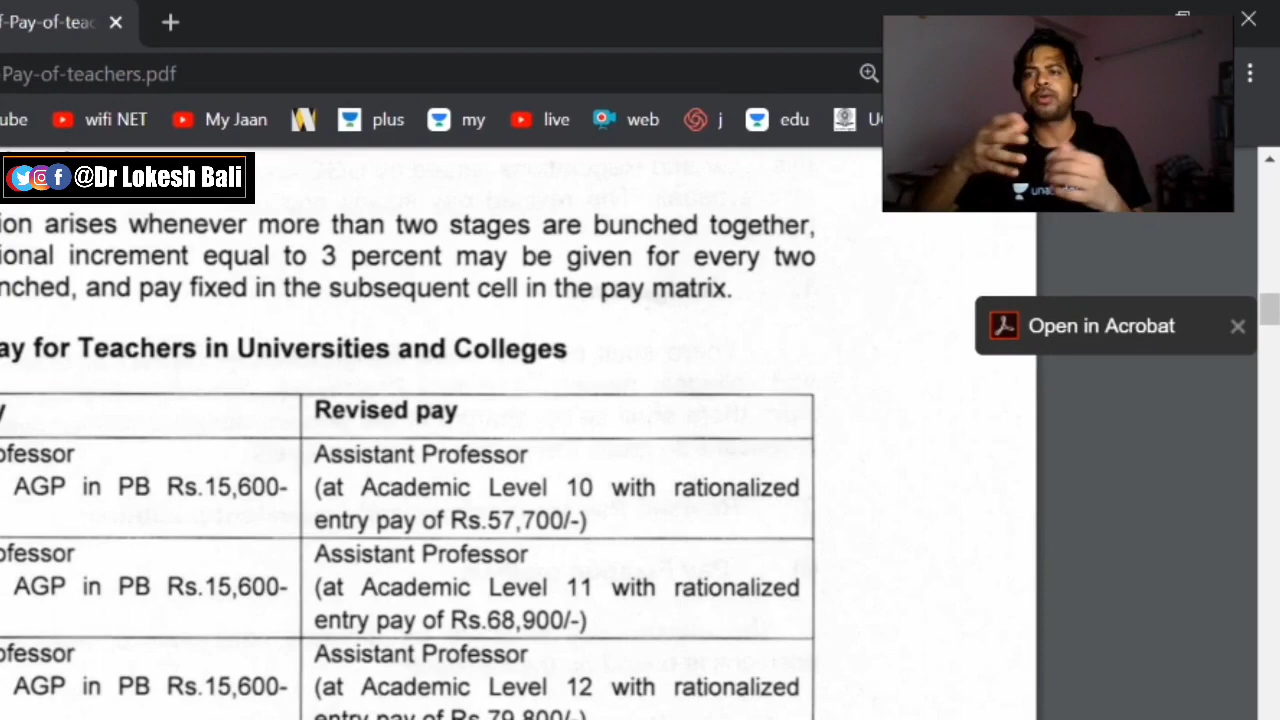 f-Pay-of-teac
-Pay-of-teachers.pdf
ube wifi NET My Jaan plus my live web j edu
@Dr Lokesh Bali
una
ion arises whenever more than two stages are bunched together,
ional increment equal to 3 percent may be given for every two
nched, and pay fixed in the subsequent cell in the pay matrix.
Open in Acrobat
ay for Teachers in Universities and Colleges
y
Revised pay
ofessor
AGP in PB Rs.15,600-
Assistant Professor
(at Academic Level 10 with rationalized
entry pay of Rs.57,700/-)
ofessor
AGP in PB Rs.15,600-
Assistant Professor
(at Academic Level 11 with rationalized
entry pay of Rs.68,900/-)
ofessor
AGP in PB Rs.15,600-
Assistant Professor
(at Academic Level 12 with rationalized
entry pay of Rs.79,800/-)